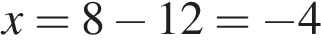 x = 8 − 12 = −4